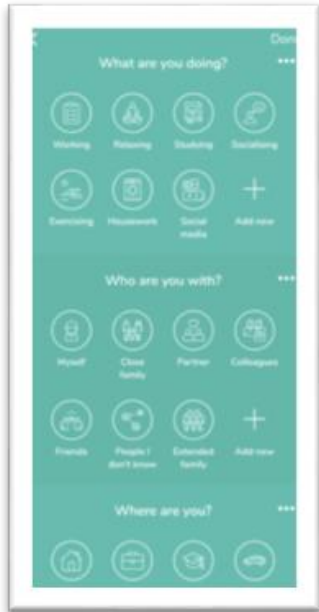 Done
What are you doing?
Working Relaxing Studying Socialising
Exercising Housework Social media Add new
Who are you with?
Myself Close family Partner Colleagues
Friends People I don't know Extended family Add new
Where are you?